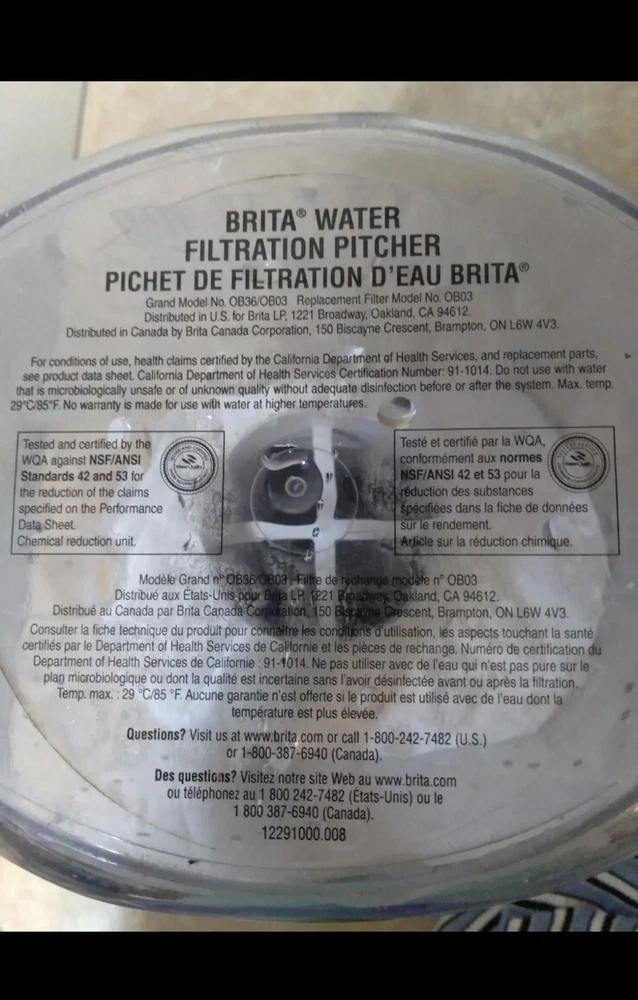 BRITA® WATER
FILTRATION PITCHER
PICHET DE FILTRATION D'EAU BRITA®
Grand Model No. OB36/OB03 Replacement Filter Model No. OB03
Distributed in U.S. for Brita LP, 1221 Broadway, Oakland, CA 94612.
Distributed in Canada by Brita Canada Corporation, 150 Biscayne Crescent, Brampton, ON L6W 4V3.
For conditions of use, health claims certified by the California Department of Health Services, and replacement parts,
see product data sheet. California Department of Health Services Certification Number: 91-1014. Do not use with water
that is microbiologically unsafe or of unknown quality without adequate disinfection before or after the system. Max. temp.
29°C/85°F. No warranty is made for use with water at higher temperatures.
Tested and certified by the
WQA against NSF/ANSI
Standards 42 and 53 for
the reduction of the claims
specified on the Performance
Data Sheet.
Chemical reduction unit.
Testé et certifié par la WQA,
conformément aux normes
NSF/ANSI 42 et 53 pour la
réduction des substances
spécifiées dans la fiche de données
sur le rendement.
Article sur la réduction chimique.
Modèle Grand n° OB36/OB03 Filtre de rechange modèle n° OB03
Distribué aux États-Unis pour Brita LP, 1221 Broadway, Oakland, CA 94612.
Distribué au Canada par Brita Canada Corporation, 150 Biscayne Crescent, Brampton, ON L6W 4V3.
Consulter la fiche technique du produit pour connaître les conditions d'utilisation, les aspects touchant la santé
certifiés par le Department of Health Services de Californie et les pièces de rechange. Numéro de certification du
Department of Health Services de Californie : 91-1014. Ne pas utiliser avec de l'eau qui n'est pas pure sur le
plan microbiologique ou dont la qualité est incertaine sans l'avoir désinfectée avant ou après la filtration.
Temp. max. : 29 °C/85 °F. Aucune garantie n'est offerte si le produit est utilisé avec de l'eau dont la
température est plus élevée.
Questions? Visit us at www.brita.com or call 1-800-242-7482 (U.S.)
or 1-800-387-6940 (Canada).
Des questions? Visitez notre site Web au www.brita.com
ou téléphonez au 1 800 242-7482 (États-Unis) ou le
1 800 387-6940 (Canada).
12291000.008